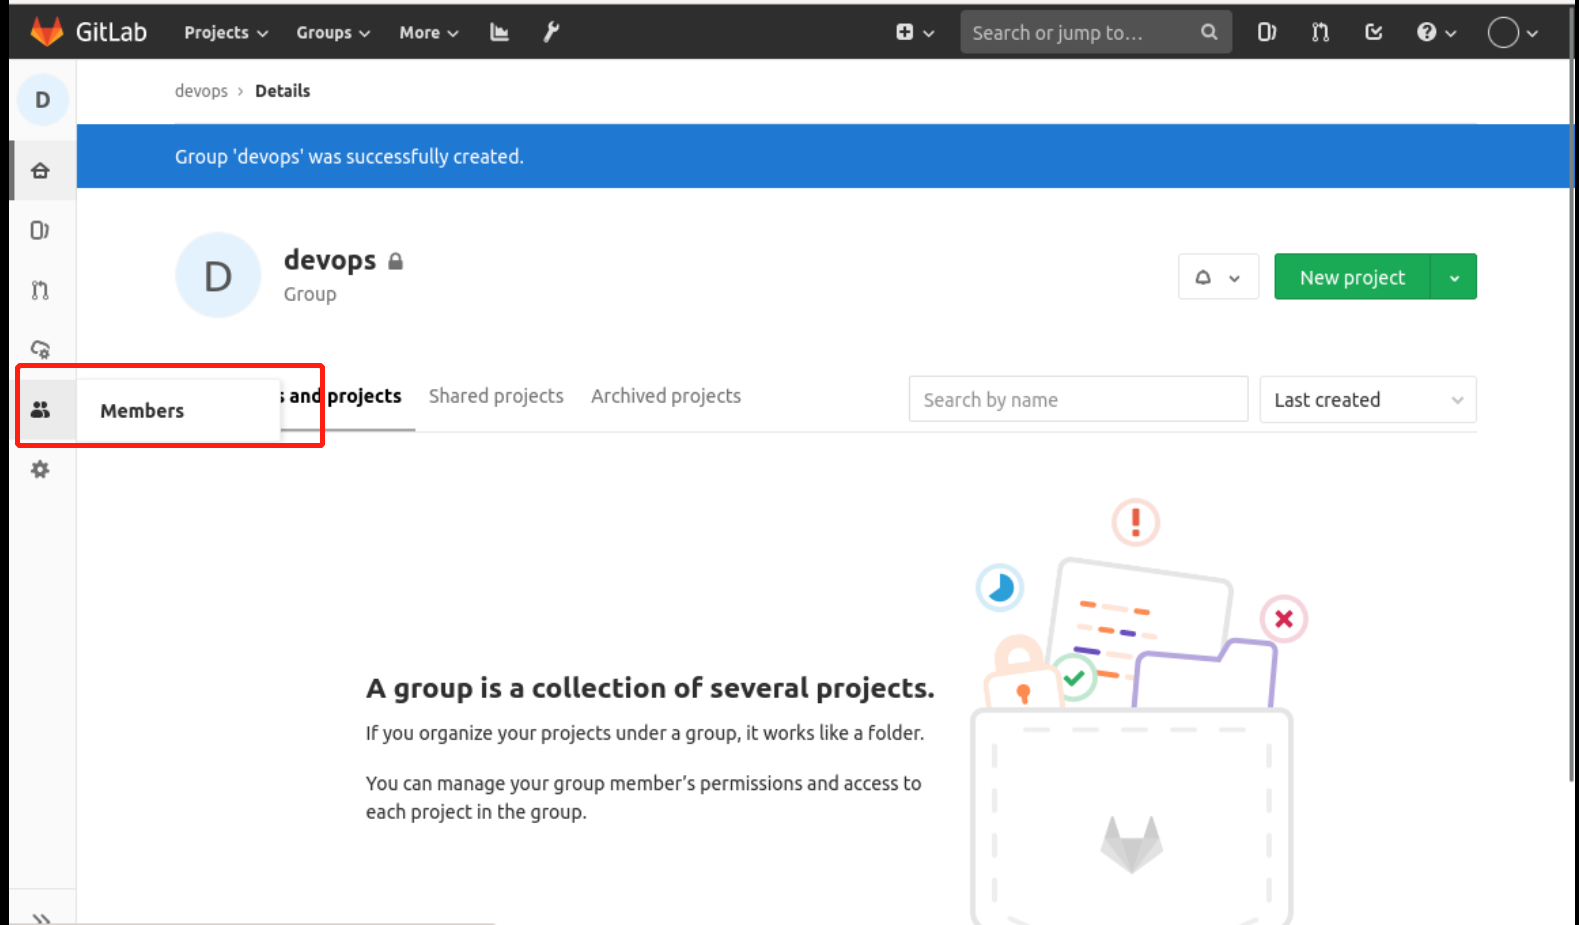 GitLab Projects Groups More Search or jump to...
D devops > Details
Group 'devops' was successfully created.
D devops
Group
New project
Members s and projects Shared projects Archived projects Search by name Last created
A group is a collection of several projects.
If you organize your projects under a group, it works like a folder.
You can manage your group member's permissions and access to
each project in the group.